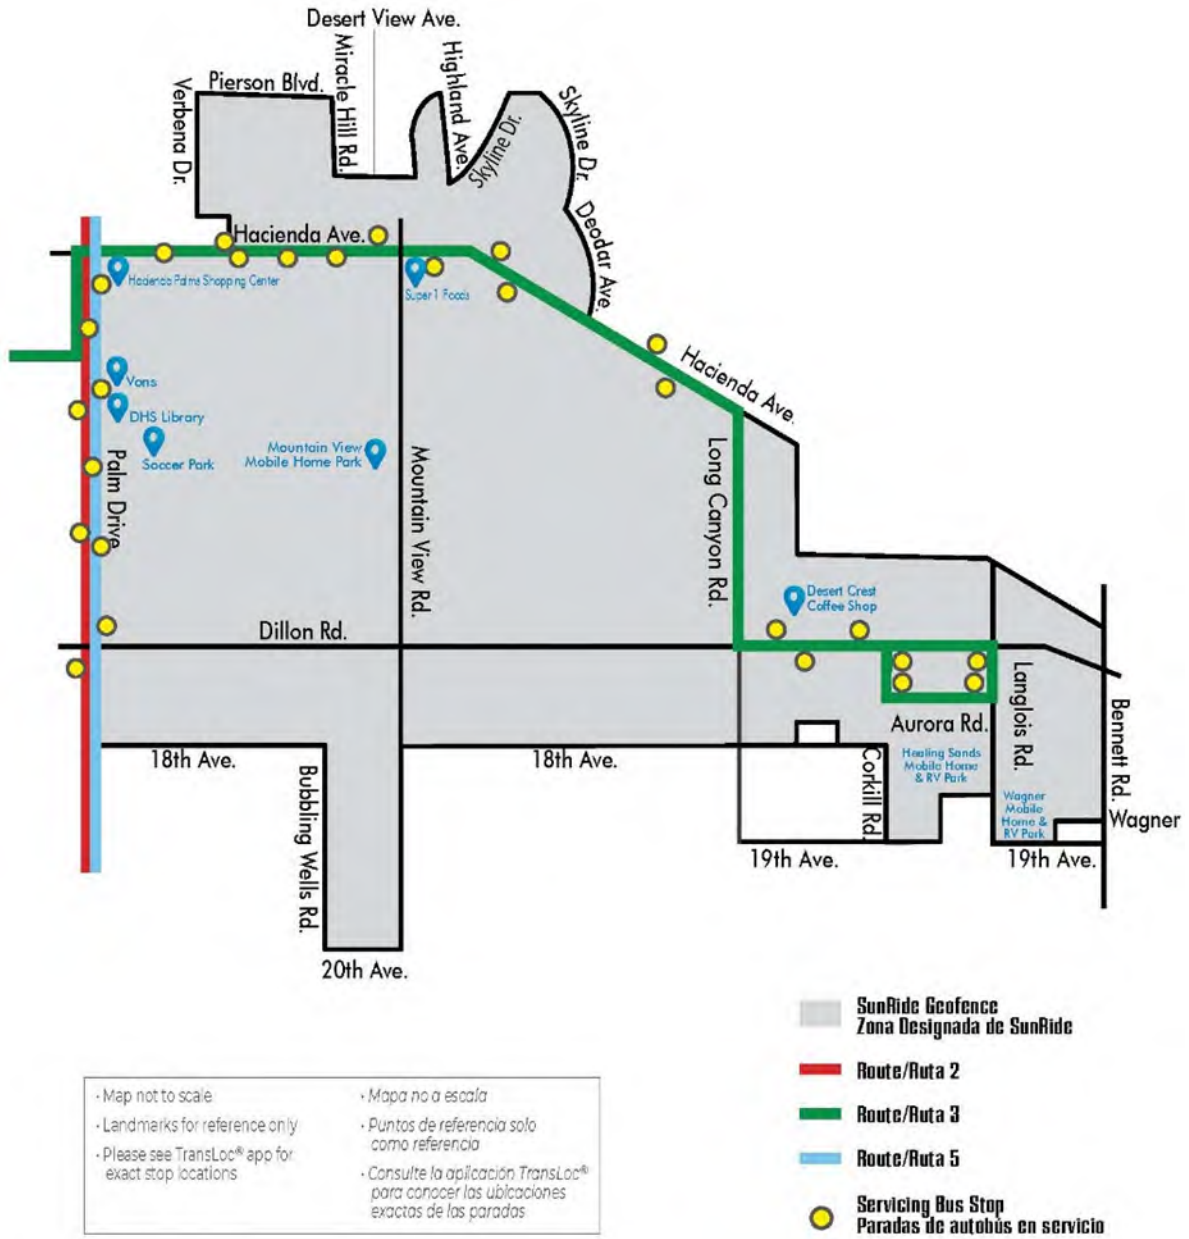 Desert View Ave.
Pierson Blvd.
Verbena Dr.
Miracle Hill Rd.
Highland Ave.
Skyline Dr.
Skyline Dr.
Deodar Ave.
Hacienda Ave.
Hacienda Palms Shopping Center
Super 1 Foods
Vons
DHS Library
Soccer Park
Mountain View
Mobile Home Park
Hacienda Ave.
Palm Drive
Mountain View Rd.
Long Canyon Rd.
Desert Crest
Coffee Shop
Dillon Rd.
Langlois Rd.
Bennett Rd.
Aurora Rd.
18th Ave.
18th Ave.
Bubbling Wells Rd.
Corkill Rd.
Healing Sands
Mobile Home
& RV Park
Wagner
Mobile
Home &
RV Park
Wagner
19th Ave.
19th Ave.
20th Ave.
SunRide Geofence
Zona Designada de SunRide
Route/Ruta 2
Route/Ruta 3
Route/Ruta 5
Servicing Bus Stop
Paradas de autobús en servicio
· Map not to scale
· Landmarks for reference only
· Please see TransLoc® app for
exact stop locations
· Mapa no a escala
· Puntos de referencia solo
como referencia
· Consulte la aplicación TransLoc®
para conocer las ubicaciones
exactas de las paradas